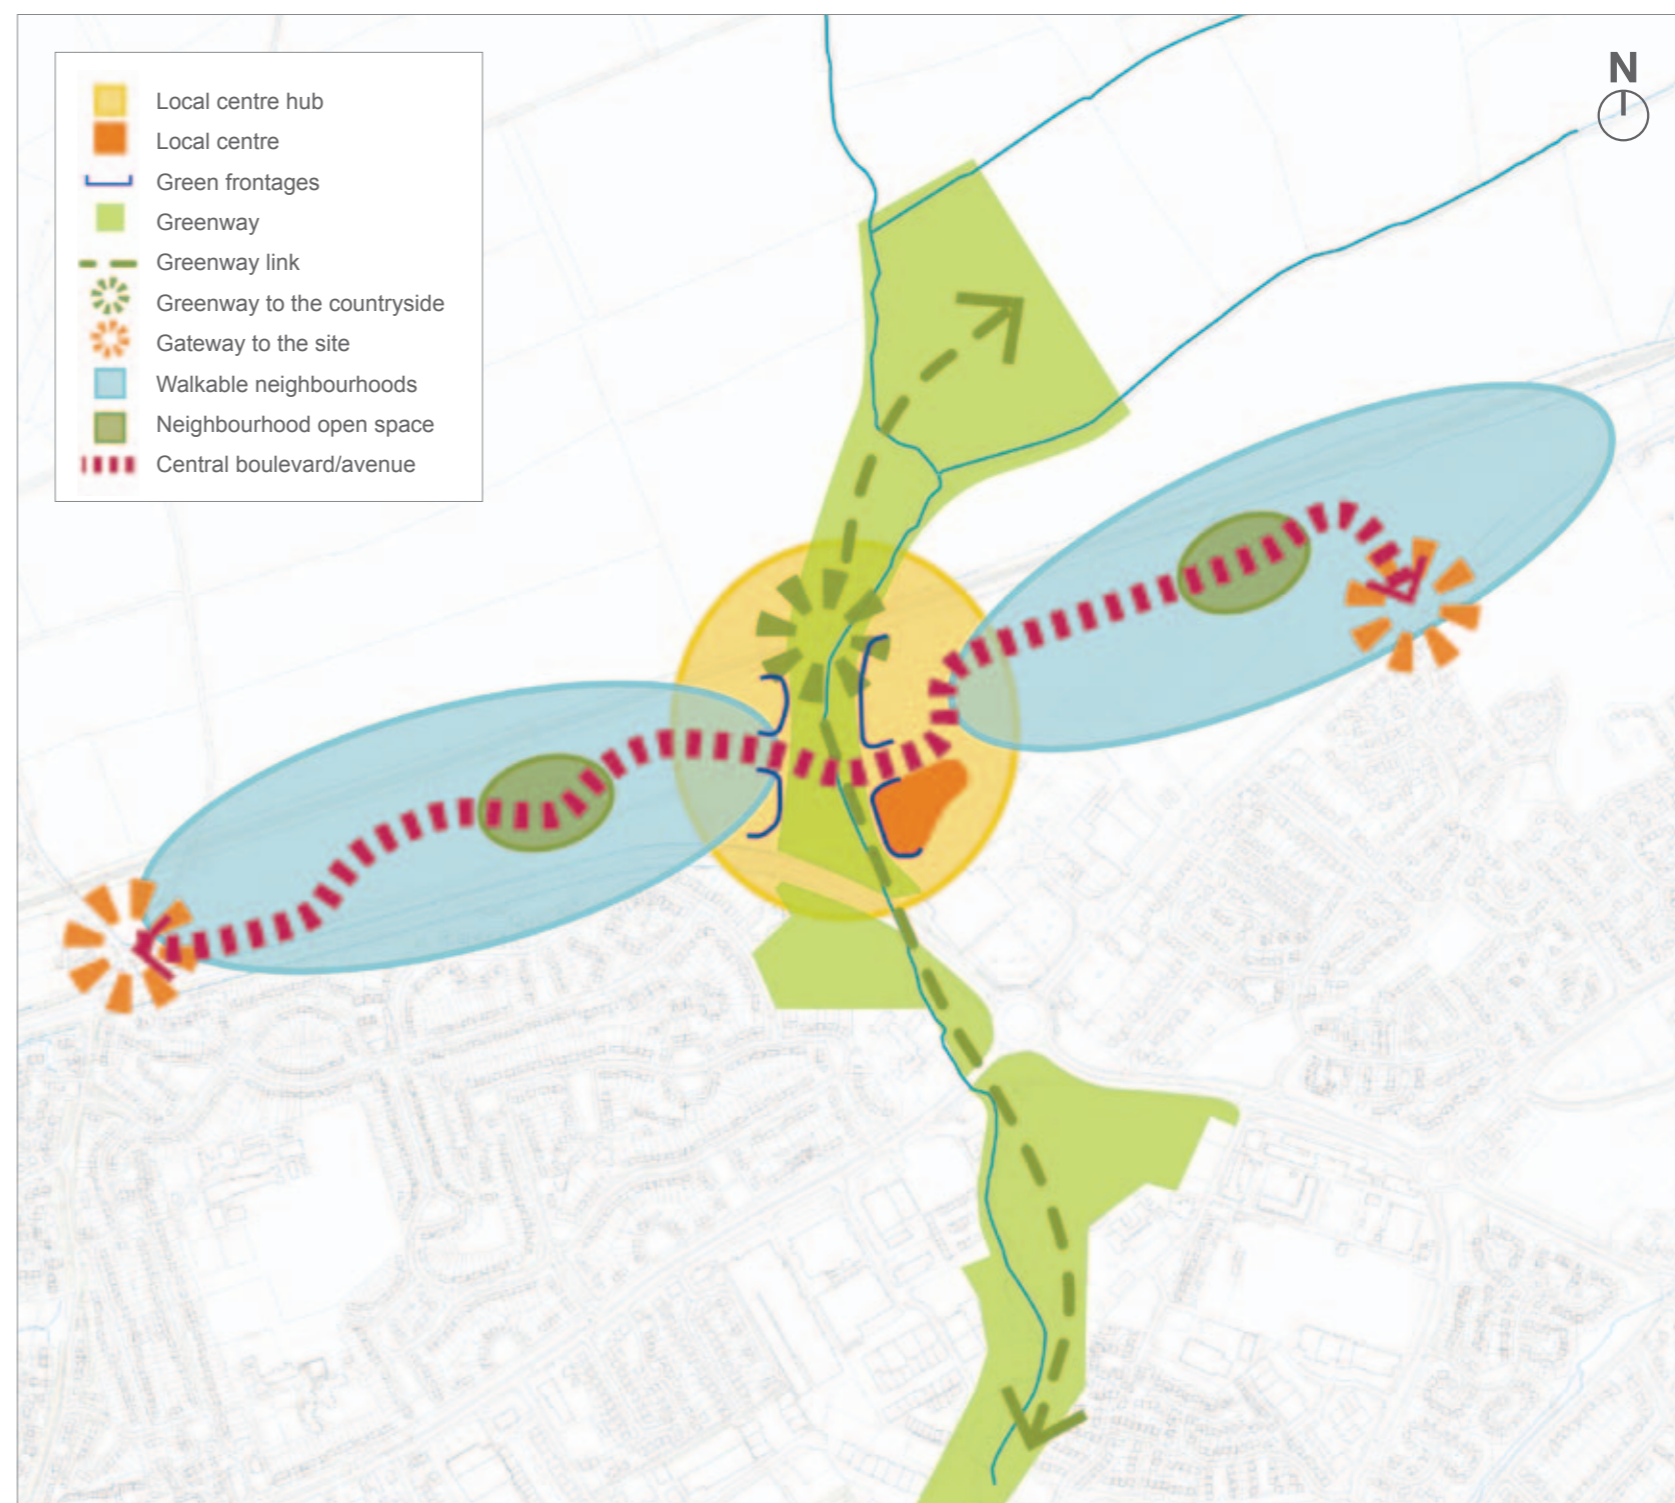 N
Local centre hub
Local centre
Green frontages
Greenway
Greenway link
Greenway to the countryside
Gateway to the site
Walkable neighbourhoods
Neighbourhood open space
Central boulevard/avenue